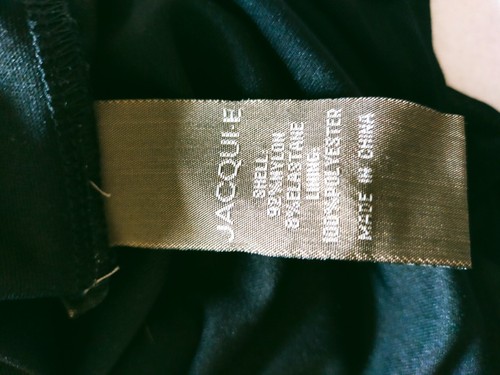 JACQUI·E
SHELL:
92%NYLON
8%ELASTANE
LINING:
100%POLYESTER
MADE IN CHINA